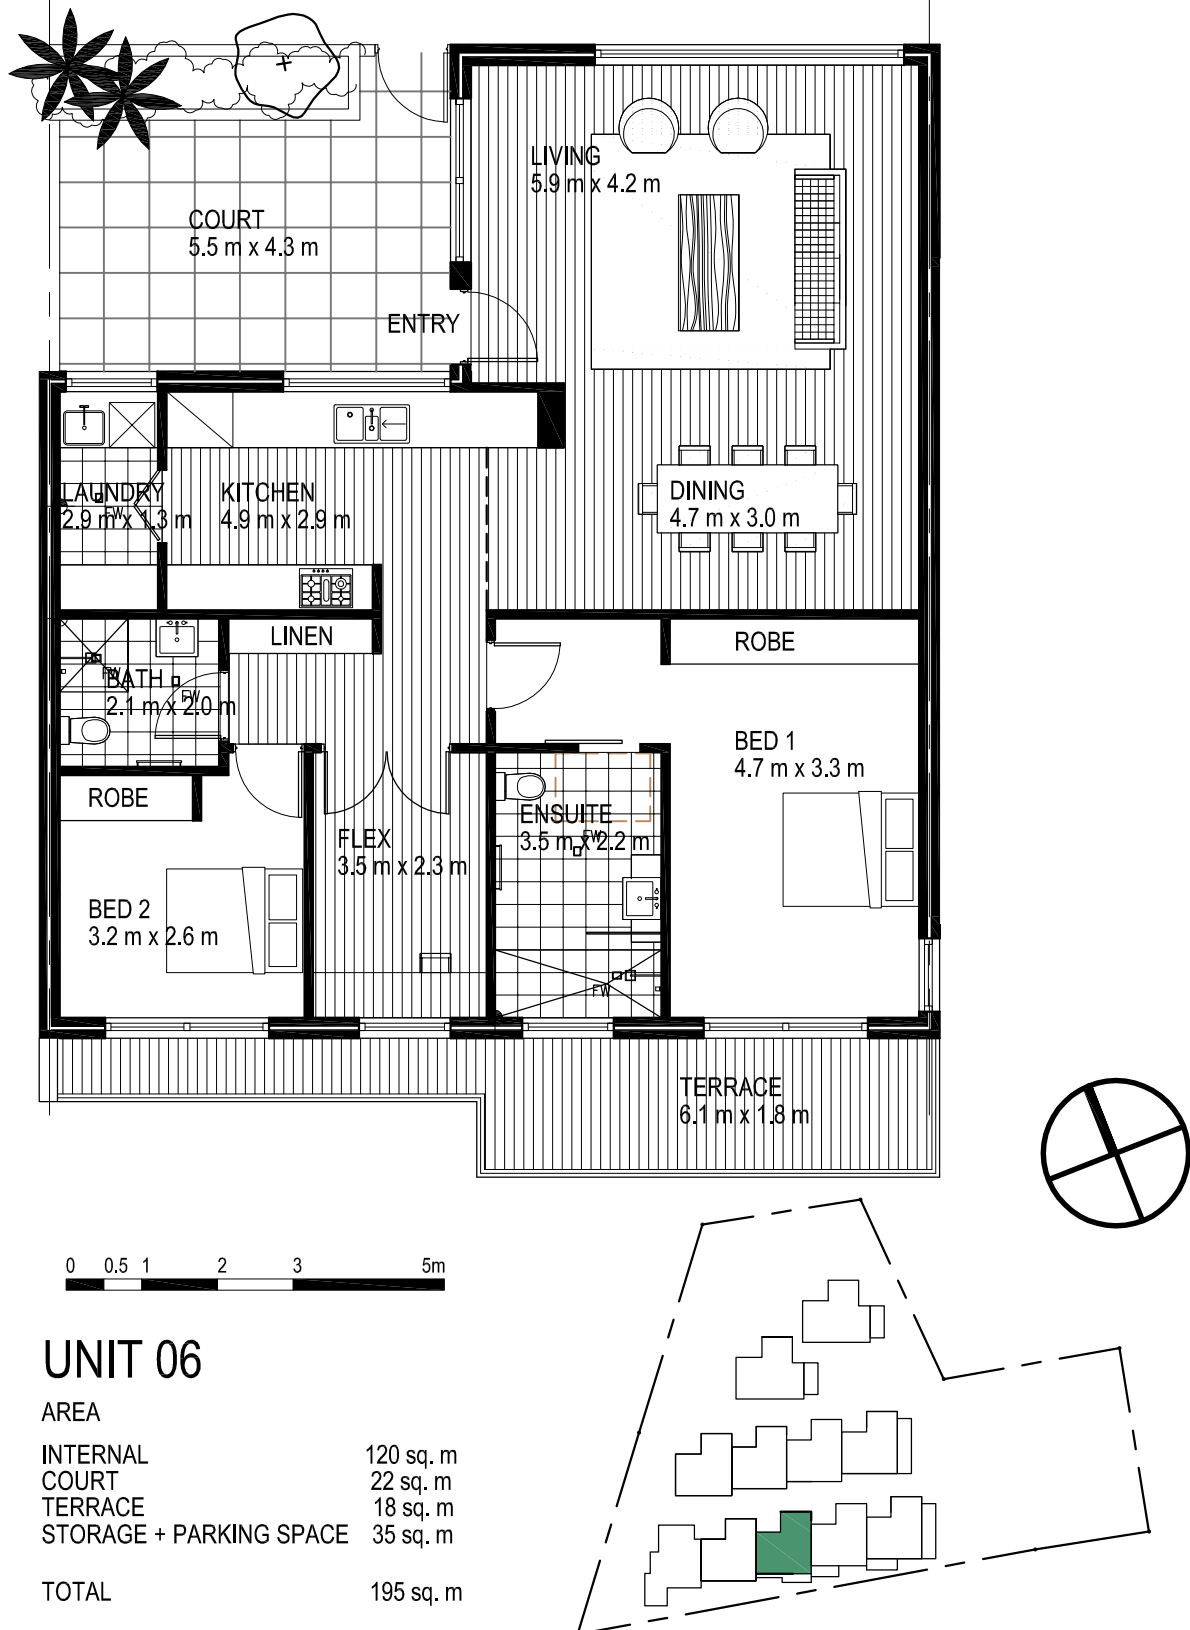 LIVING
5.9 m x 4.2 m
COURT
5.5 m x 4.3 m
ENTRY
LAUNDRY
2.9 m x 1.3 m
FW
KITCHEN
4.9 m x 2.9 m
DINING
4.7 m x 3.0 m
LINEN
ROBE
FW
BATH
2.1 m x 2.0 m
FW
BED 1
4.7 m x 3.3 m
ROBE
ENSUITE
3.5 m x 2.2 m
FW
FLEX
3.5 m x 2.3 m
BED 2
3.2 m x 2.6 m
FW
TERRACE
6.1 m x 1.8 m
0 0.5 1 2 3 5m
UNIT 06
AREA
INTERNAL 120 sq. m
COURT 22 sq. m
TERRACE 18 sq. m
STORAGE + PARKING SPACE 35 sq. m
TOTAL 195 sq. m